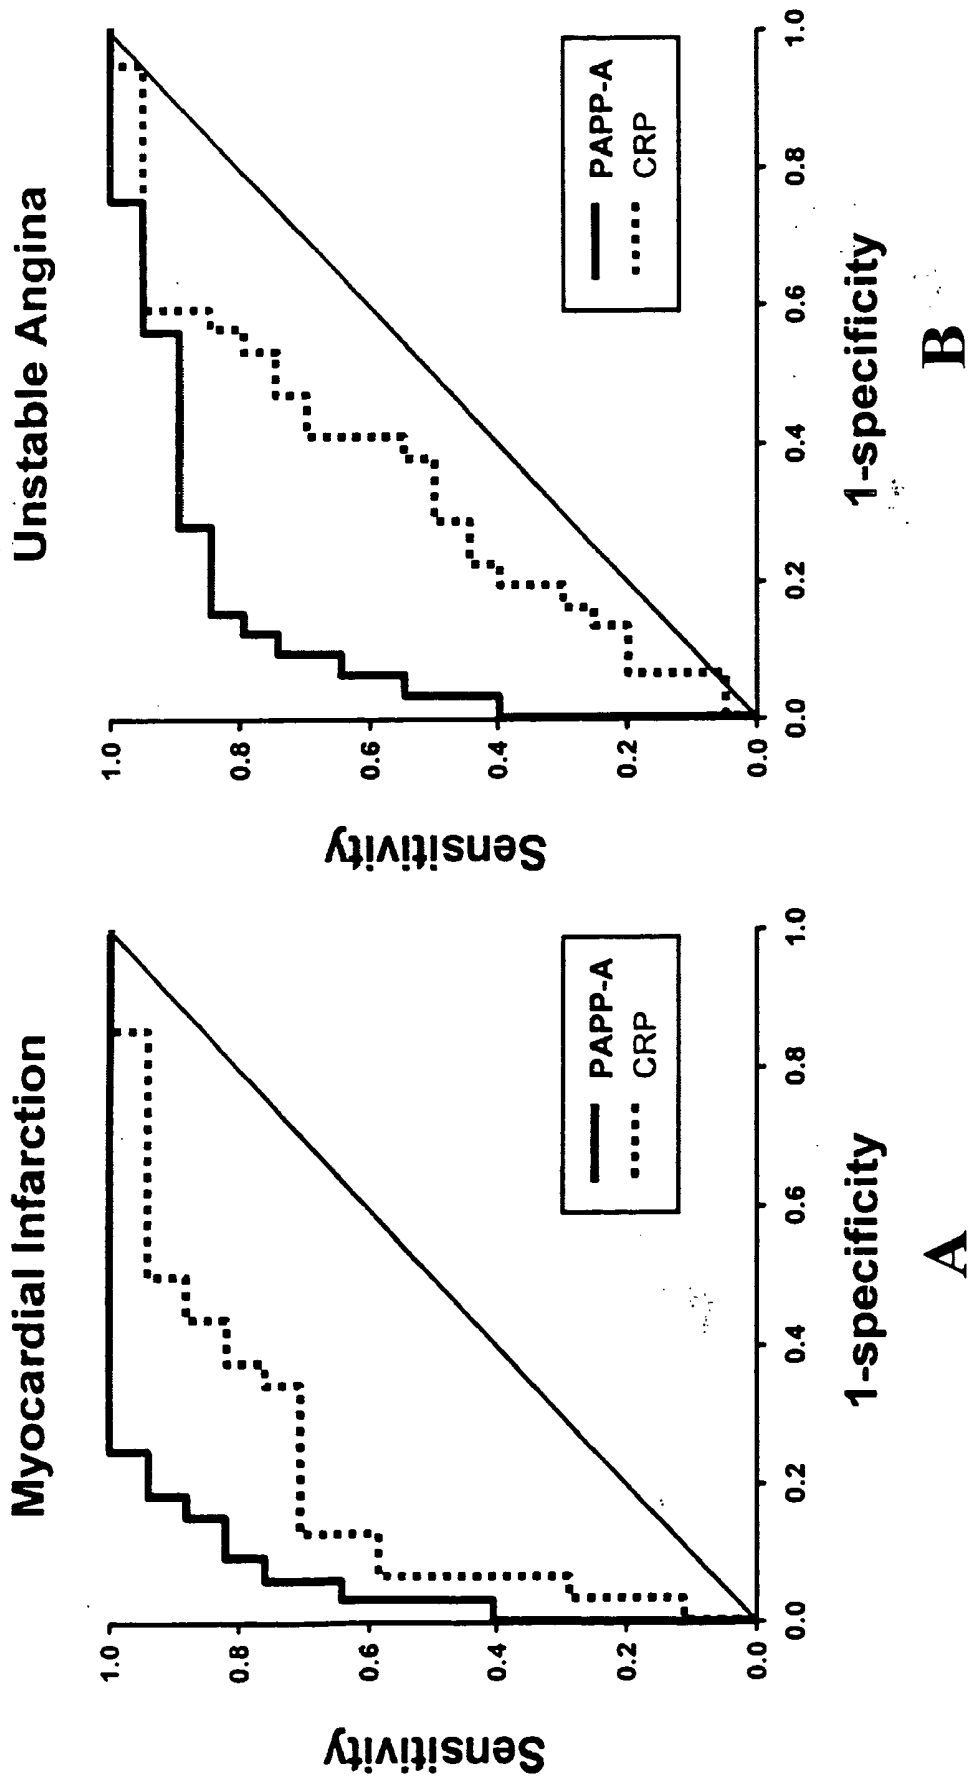 Myocardial Infarction
Sensitivity
1.0
0.8
0.6
0.4
0.2
0.0
0.0 0.2 0.4 0.6 0.8 1.0
PAPP-A
CRP
1-specificity
A
Unstable Angina
Sensitivity
1.0
0.8
0.6
0.4
0.2
0.0
0.0 0.2 0.4 0.6 0.8 1.0
PAPP-A
CRP
1-specificity
B